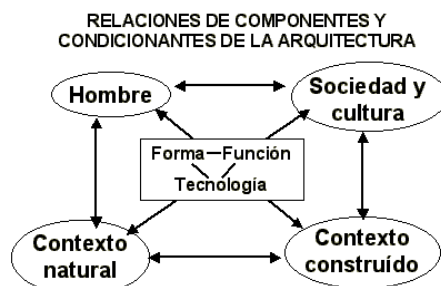 RELACIONES DE COMPONENTES Y
CONDICIONANTES DE LA ARQUITECTURA
Hombre
Sociedad y
cultura
Forma—Función
Tecnología
Contexto
natural
Contexto
construído